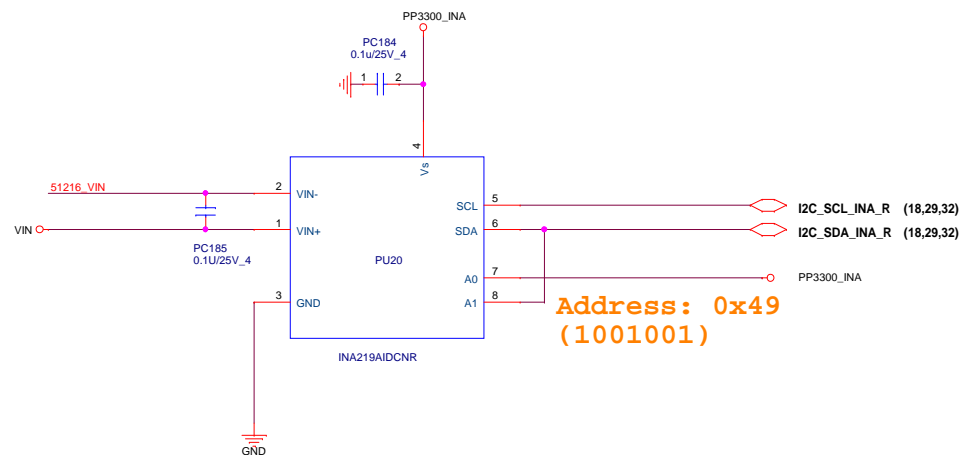 PP3300_INA
PC184
0.1u/25V_4
1
2
4
Vs
51216_VIN
2
VIN-
SCL
5
I2C_SCL_INA_R (18,29,32)
VIN
1
VIN+
SDA
6
I2C_SDA_INA_R (18,29,32)
PC185
0.1U/25V_4
PU20
A0
7
PP3300_INA
3
GND
A1
8
Address: 0x49
(1001001)
INA219AIDCNR
GND